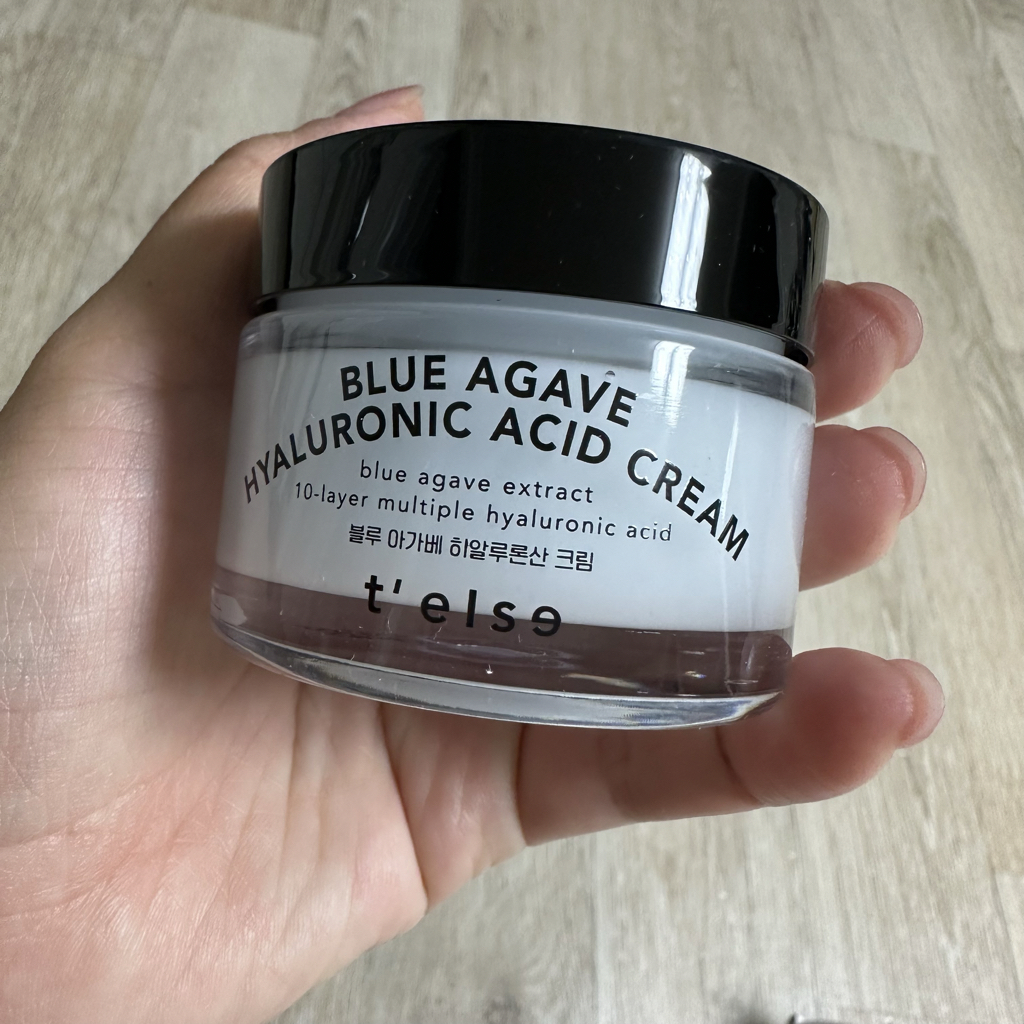 BLUE AGAVE
HYALURONIC ACID CREAM
blue agave extract
10-layer multiple hyaluronic acid
블루 아가베 히알루론산 크림
t' else